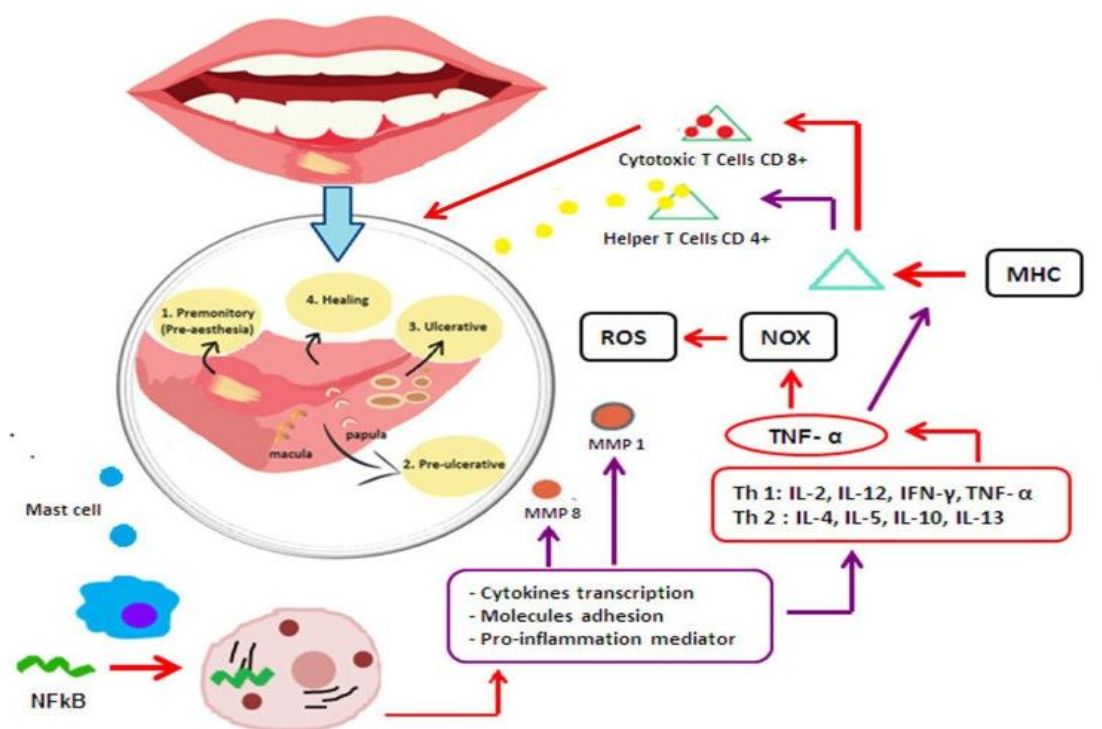 Cytotoxic T Cells CD 8+
Helper T Cells CD 4+
MHC
4. Healing
1. Premonitory
(Pre-aesthesia)
3. Ulcerative
ROS
NOX
papula
macula
2. Pre-ulcerative
MMP 1
TNF- α
Mast cell
MMP 8
Th 1: IL-2, IL-12, IFN-γ, TNF- α
Th 2 : IL-4, IL-5, IL-10, IL-13
- Cytokines transcription
- Molecules adhesion
- Pro-inflammation mediator
NFkB